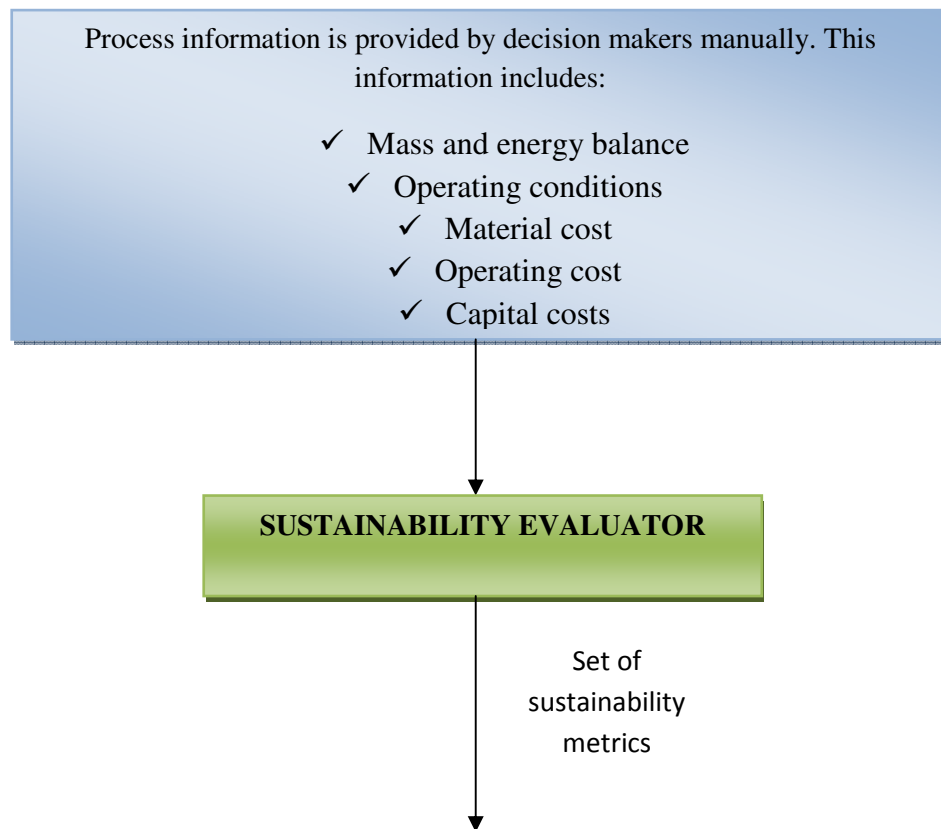 Process information is provided by decision makers manually. This
information includes:
✓ Mass and energy balance
✓ Operating conditions
✓ Material cost
✓ Operating cost
✓ Capital costs
SUSTAINABILITY EVALUATOR
Set of
sustainability
metrics